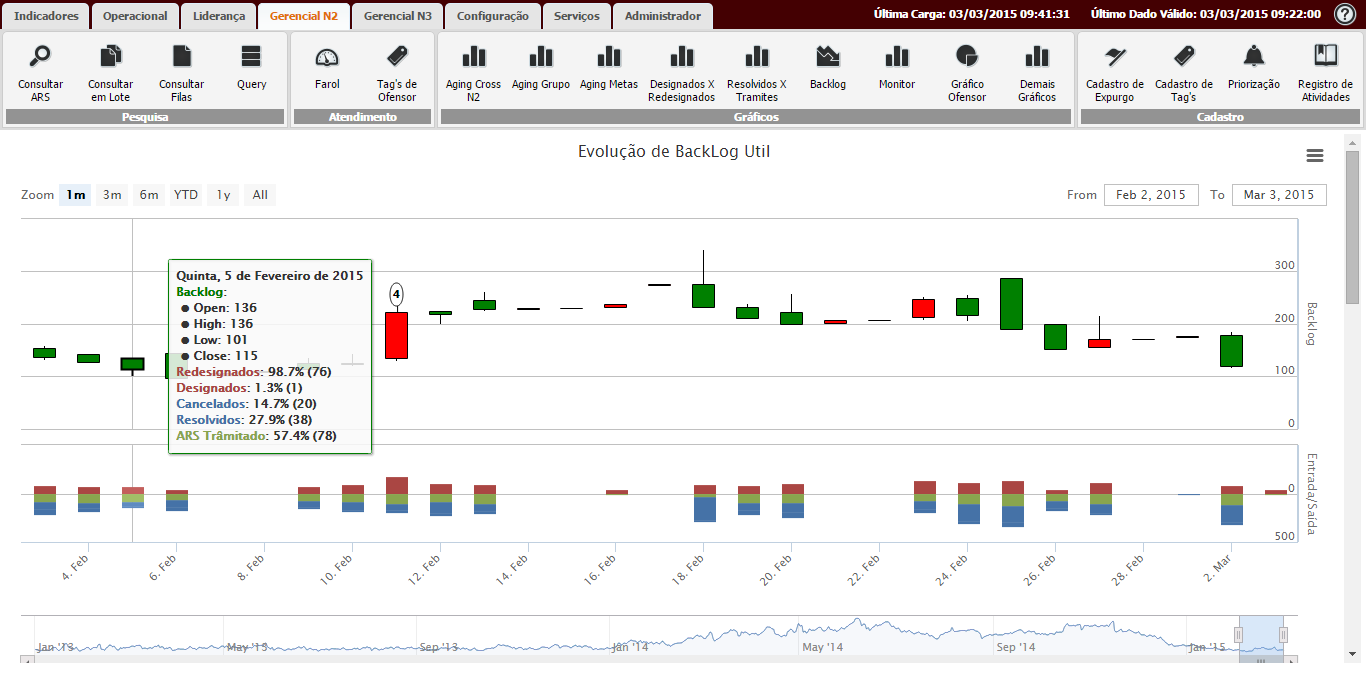 Indicadores Operacional Liderança Gerencial N2 Gerencial N3 Configuração Serviços Administrador Última Carga: 03/03/2015 09:41:31 Último Dado Válido: 03/03/2015 09:22:00 ?
Consultar ARS
Consultar em Lote
Consultar Filas
Query
Farol
Tag's de Ofensor
Aging Cross N2
Aging Grupo
Aging Metas
Designados X Redesignados
Resolvidos X Tramites
Backlog
Monitor
Gráfico Ofensor
Demais Gráficos
Cadastro de Expurgo
Cadastro de Tag's
Priorização
Registro de Atividades
Pesquisa Atendimento Gráficos Cadastro
Evolução de BackLog Util
Zoom 1m 3m 6m YTD 1y All From Feb 2, 2015 To Mar 3, 2015
Quinta, 5 de Fevereiro de 2015
Backlog:
● Open: 136
● High: 136
● Low: 101
● Close: 115
Redesignados: 98.7% (76)
Designados: 1.3% (1)
Cancelados: 14.7% (20)
Resolvidos: 27.9% (38)
ARS Trâmitado: 57.4% (78)
4
300
200
100
0
Backlog
0
500
Entrada/Saída
4. Feb 6. Feb 8. Feb 10. Feb 12. Feb 14. Feb 16. Feb 18. Feb 20. Feb 22. Feb 24. Feb 26. Feb 28. Feb 2. Mar
Jan '13 May '13 Sep '13 Jan '14 May '14 Sep '14 Jan '15